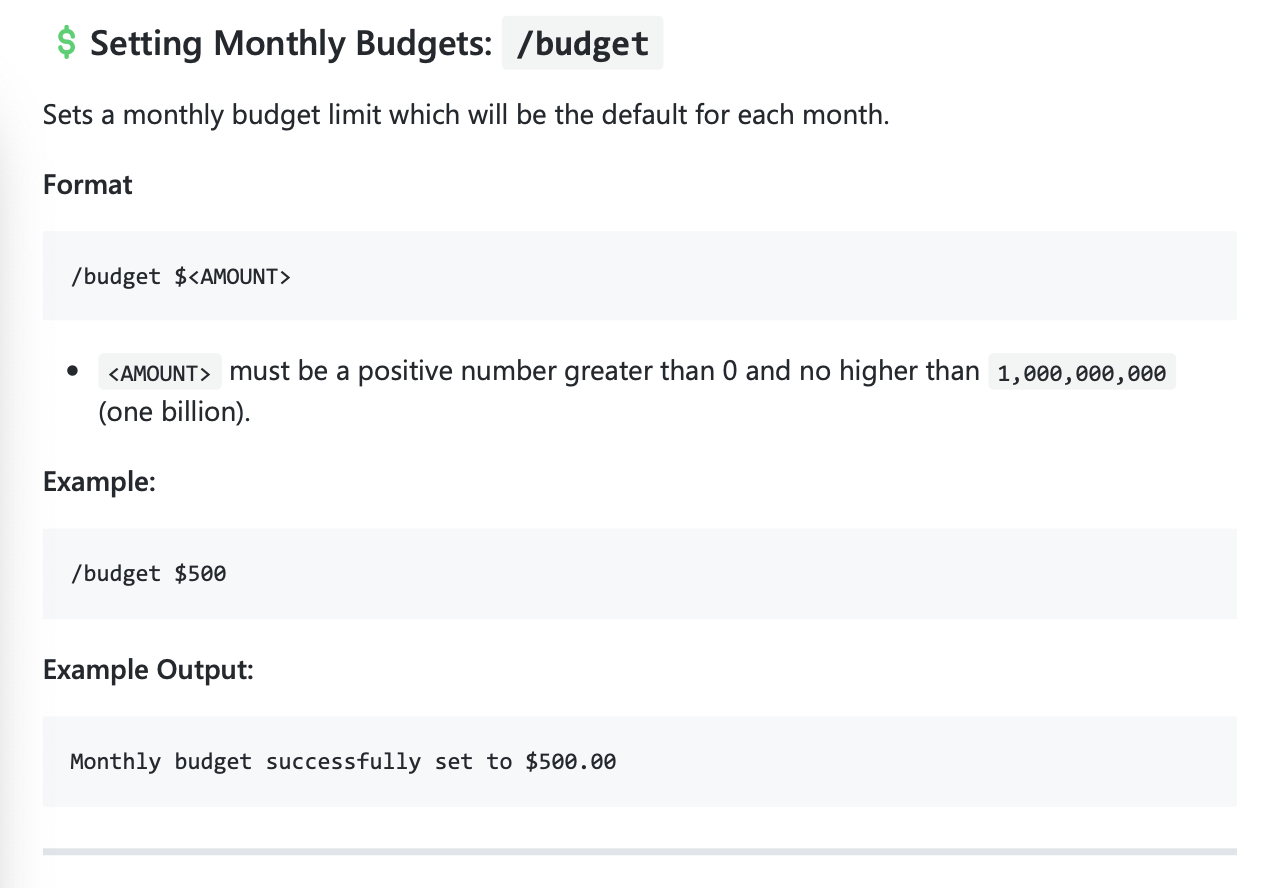 $ Setting Monthly Budgets: /budget
Sets a monthly budget limit which will be the default for each month.
Format
/budget $<AMOUNT>
• <AMOUNT> must be a positive number greater than 0 and no higher than 1,000,000,000
(one billion).
Example:
/budget $500
Example Output:
Monthly budget successfully set to $500.00